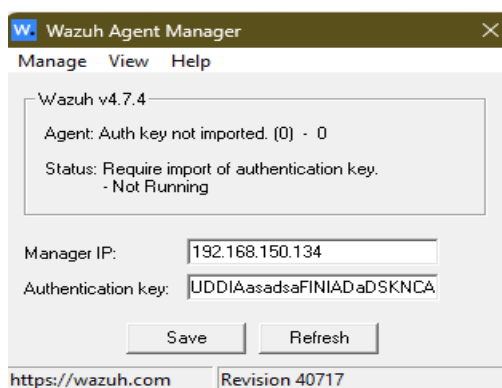 W. Wazuh Agent Manager
Manage View Help
Wazuh v4.7.4
Agent: Auth key not imported. (0) - 0
Status: Require import of authentication key.
- Not Running
Manager IP: 192.168.150.134
Authentication key: UDDIAasadsaFINIADaDSKNCA
Save Refresh
https://wazuh.com Revision 40717